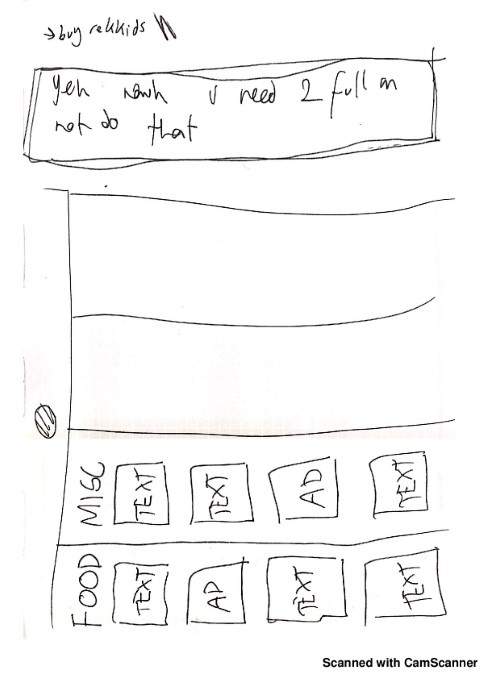 →buy rekkids
yeh nowh u need 2 full on
not do that
MISC
TEXT
TEXT
AD
TEXT
FOOD
TEXT
AD
TEXT
TEXT
Scanned with CamScanner